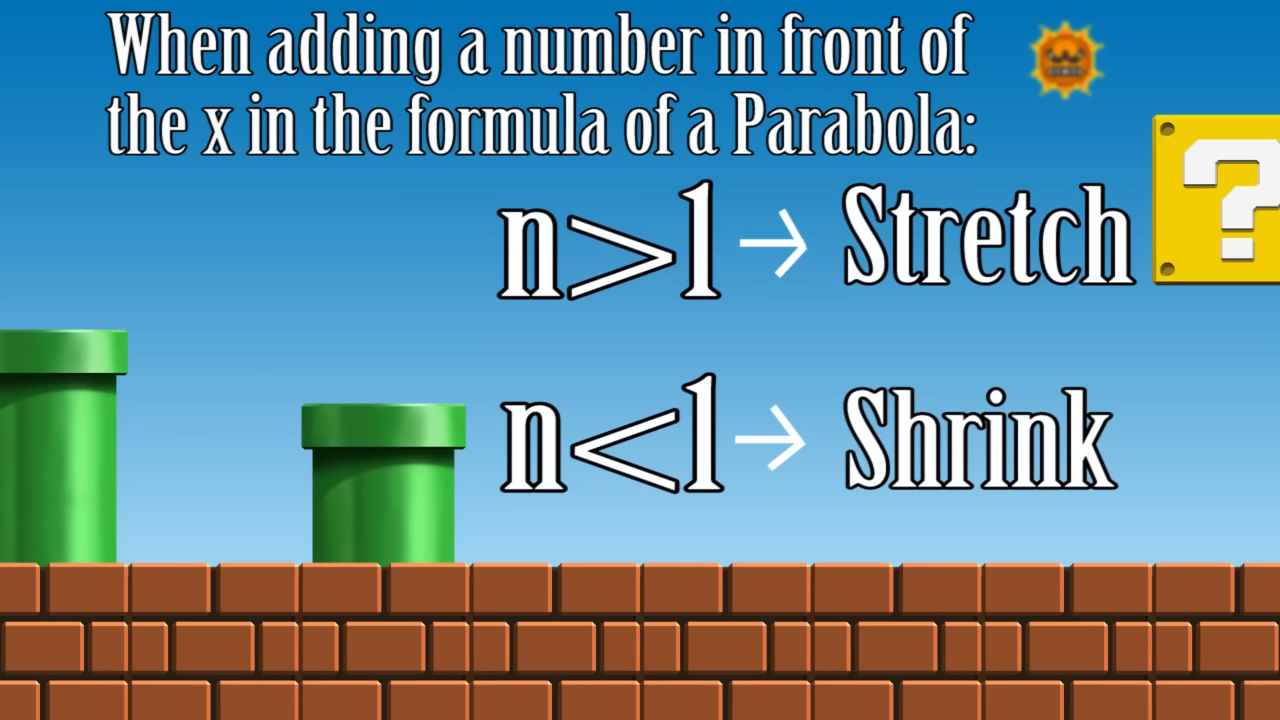 When adding a number in front of
the x in the formula of a Parabola:
n>1 → Stretch
?
n<1 → Shrink